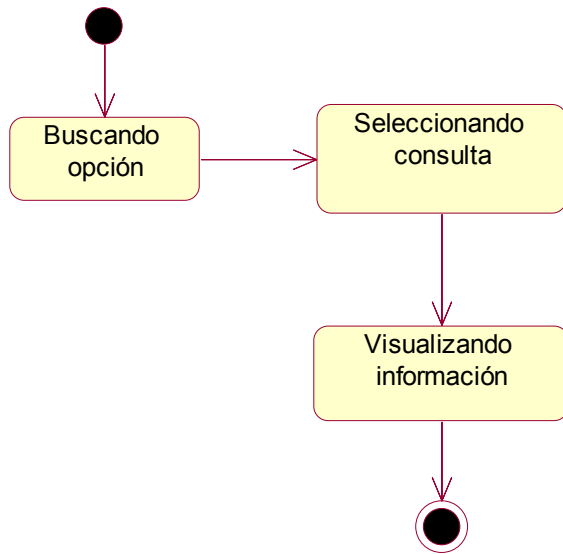 Buscando
opción
Seleccionando
consulta
Visualizando
información